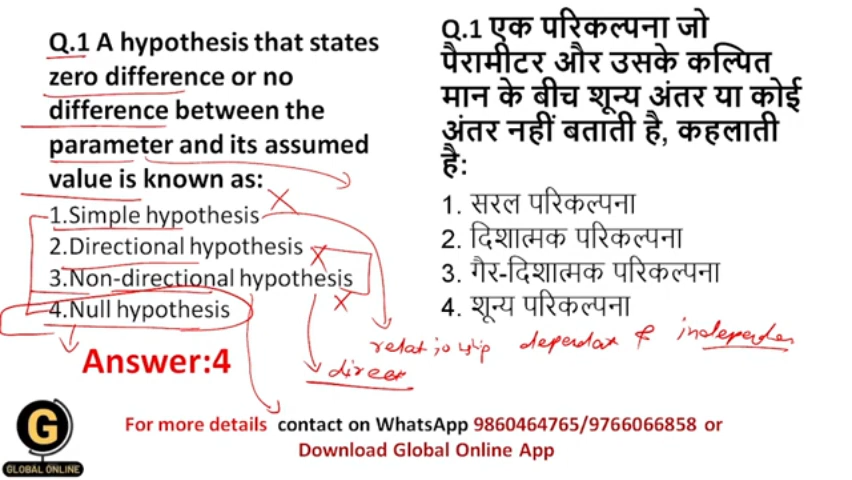 Q.1 A hypothesis that states
zero difference or no
difference between the
parameter and its assumed
value is known as:
1.Simple hypothesis
2.Directional hypothesis
3.Non-directional hypothesis
4.Null hypothesis
Answer:4
Q.1 एक परिकल्पना जो
पैरामीटर और उसके कल्पित
मान के बीच शून्य अंतर या कोई
अंतर नहीं बताती है, कहलाती
है:
1. सरल परिकल्पना
2. दिशात्मक परिकल्पना
3. गैर-दिशात्मक परिकल्पना
4. शून्य परिकल्पना
relationship
direct
For more details contact on WhatsApp 9860464765/9766066858 or
Download Global Online App
G
GLOBAL ONLINE